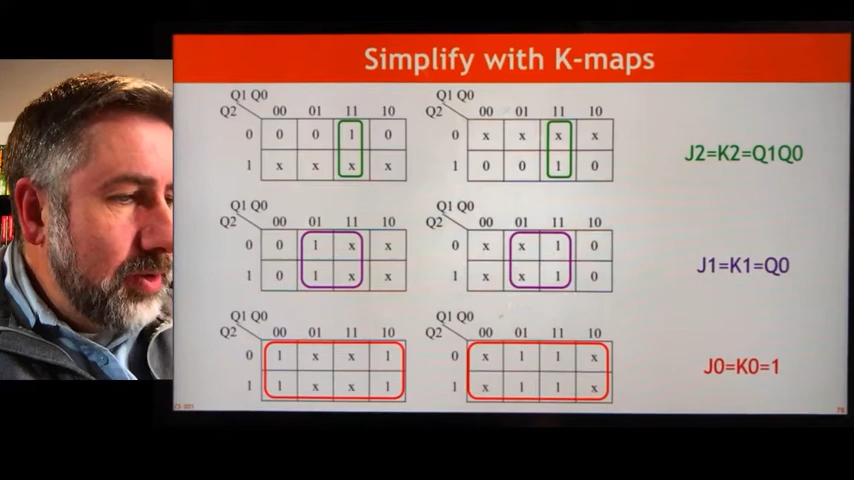 Simplify with K-maps
Q1 Q0
Q2 00 01 11 10
0 0 0 1 0
1 x x x x
Q1 Q0
Q2 00 01 11 10
0 x x x x
1 0 0 1 0
J2=K2=Q1Q0
Q1 Q0
Q2 00 01 11 10
0 0 1 x x
1 0 1 x x
Q1 Q0
Q2 00 01 11 10
0 x x 1 0
1 x x 1 0
J1=K1=Q0
Q1 Q0
Q2 00 01 11 10
0 1 x x 1
1 1 x x 1
Q1 Q0
Q2 00 01 11 10
0 x 1 1 x
1 x 1 1 x
J0=K0=1